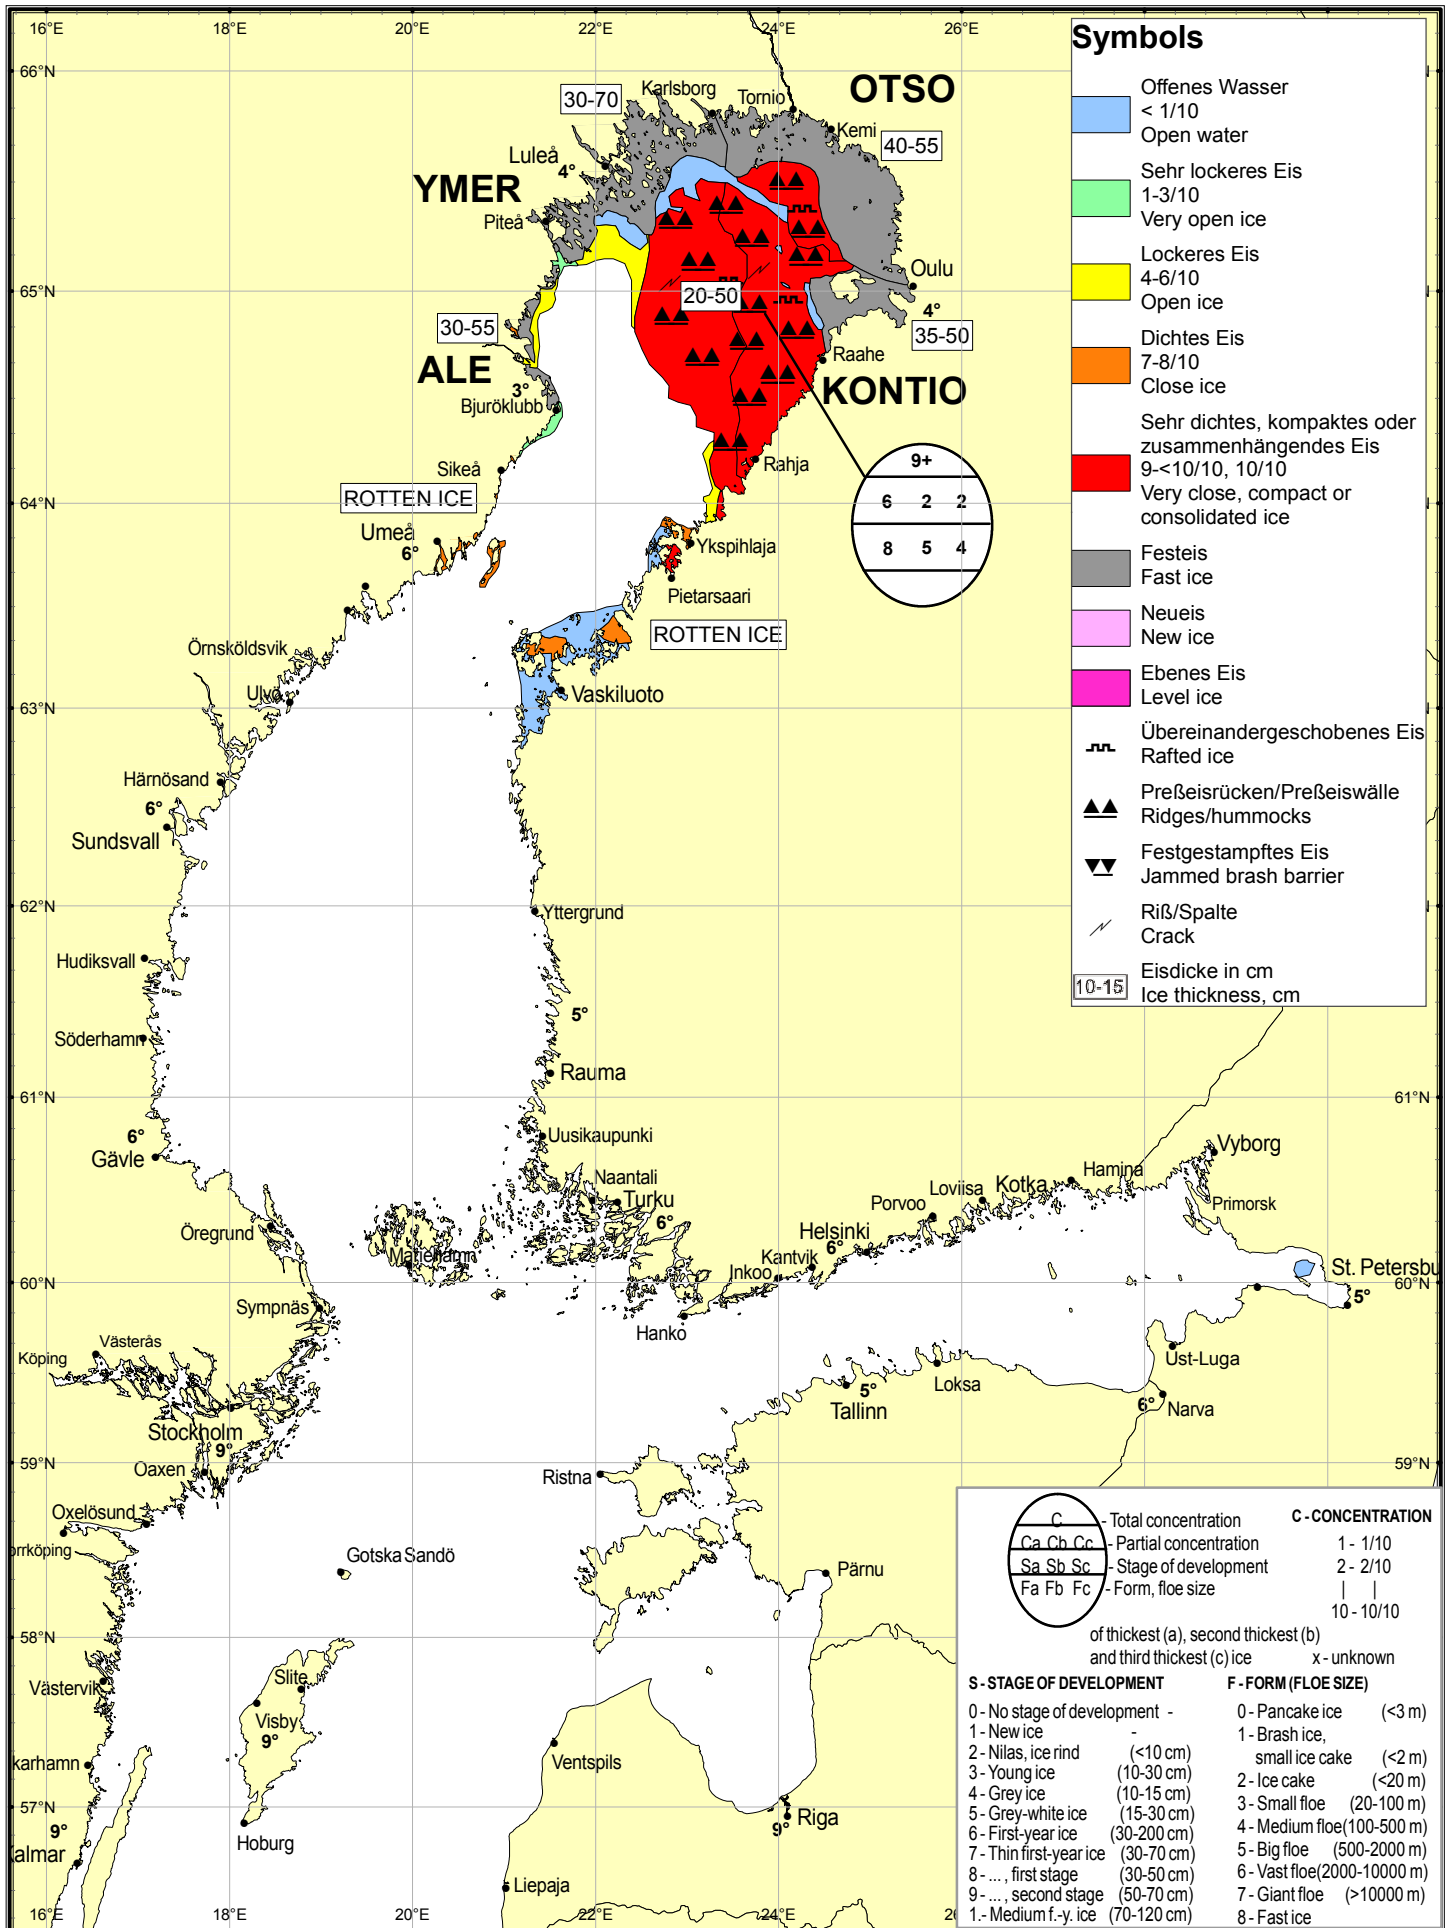 16°E 18°E 20°E 22°E 24°E 26°E
66°N
65°N
64°N
63°N
62°N
61°N 61°N
60°N 60°N
59°N 59°N
58°N
57°N
16°E 18°E 20°E 22°E 24°E
Karlsborg
Tornio
OTSO
30-70
Kemi
40-55
Luleå
4°
YMER
Piteå
Oulu
4°
20-50
30-55
35-50
ALE
Raahe
KONTIO
3°
Bjuröklubb
Sikeå
Rahja
9+
6 2 2
8 5 4
ROTTEN ICE
Umeå
6°
Ykspihlaja
Pietarsaari
ROTTEN ICE
Örnsköldsvik
Ulvö
Vaskiluoto
Härnösand
6°
Sundsvall
Yttergrund
Hudiksvall
5°
Söderhamn
Rauma
6°
Gävle
Uusikaupunki
Naantali
Turku
6°
Öregrund
Mariehamn
Sympnäs
Hanko
Inkoo
Kantvik
Helsinki
6°
Porvoo
Loviisa
Kotka
Hamina
Vyborg
Primorsk
St. Petersbu
5°
Ust-Luga
6°
Narva
Loksa
5°
Tallinn
Västerås
Köping
Stockholm
9°
Oaxen
Ristna
Oxelösund
orrköping
Gotska Sandö
Pärnu
Västervik
Slite
Visby
9°
karhamn
Ventspils
9°
Riga
9°
almar
Hoburg
Liepaja
Symbols
Offenes Wasser
< 1/10
Open water
Sehr lockeres Eis
1-3/10
Very open ice
Lockeres Eis
4-6/10
Open ice
Dichtes Eis
7-8/10
Close ice
Sehr dichtes, kompaktes oder
zusammenhängendes Eis
9-<10/10, 10/10
Very close, compact or
consolidated ice
Festeis
Fast ice
Neueis
New ice
Ebenes Eis
Level ice
Übereinandergeschobenes Eis
Rafted ice
Preßeisrücken/Preßeiswälle
Ridges/hummocks
Festgestampftes Eis
Jammed brash barrier
Riß/Spalte
Crack
10-15
Eisdicke in cm
Ice thickness, cm
C - Total concentration
Ca Cb Cc - Partial concentration
Sa Sb Sc - Stage of development
Fa Fb Fc - Form, floe size
C - CONCENTRATION
1 - 1/10
2 - 2/10
| |
10 - 10/10
of thickest (a), second thickest (b)
and third thickest (c) ice x - unknown
S - STAGE OF DEVELOPMENT
0 - No stage of development -
1 - New ice -
2 - Nilas, ice rind (<10 cm)
3 - Young ice (10-30 cm)
4 - Grey ice (10-15 cm)
5 - Grey-white ice (15-30 cm)
6 - First-year ice (30-200 cm)
7 - Thin first-year ice (30-70 cm)
8 - ... , first stage (30-50 cm)
9 - ... , second stage (50-70 cm)
1.- Medium f.-y. ice (70-120 cm)
F - FORM (FLOE SIZE)
0 - Pancake ice (<3 m)
1 - Brash ice,
small ice cake (<2 m)
2 - Ice cake (<20 m)
3 - Small floe (20-100 m)
4 - Medium floe (100-500 m)
5 - Big floe (500-2000 m)
6 - Vast floe (2000-10000 m)
7 - Giant floe (>10000 m)
8 - Fast ice